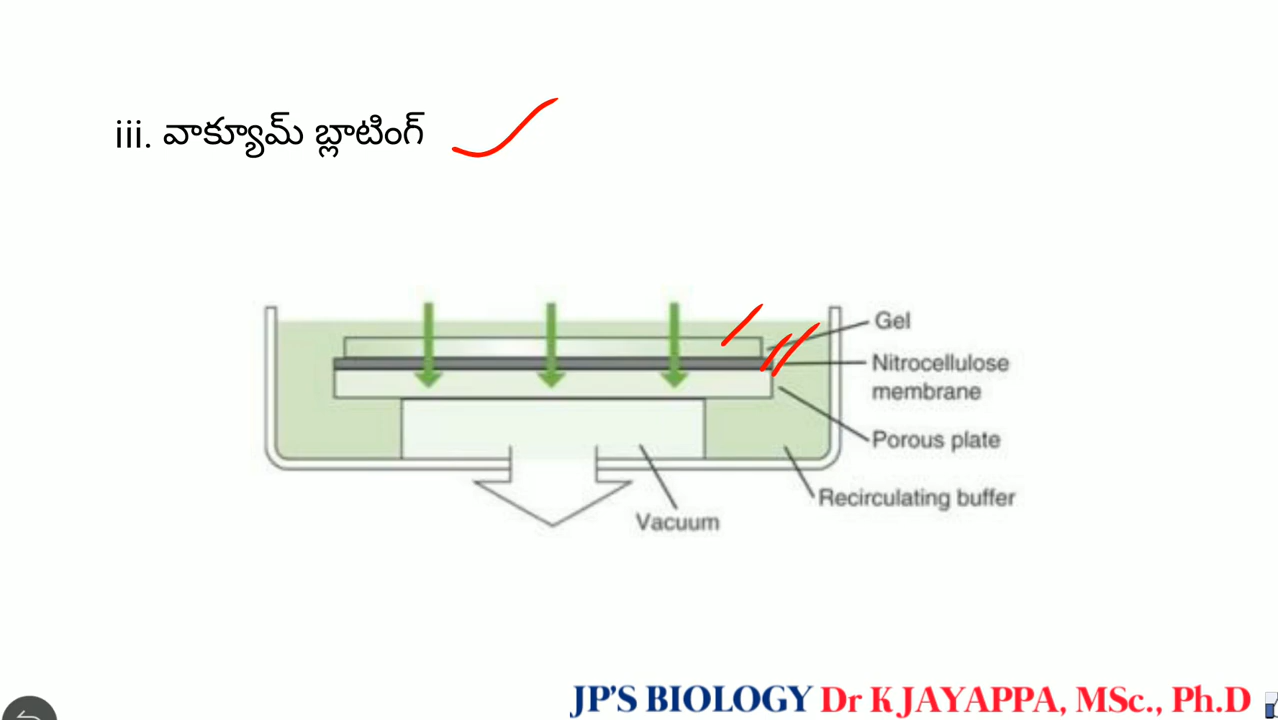 iii. వాక్యూమ్ బ్లాటింగ్
Gel
Nitrocellulose
membrane
Porous plate
Recirculating buffer
Vacuum
JP'S BIOLOGY Dr K JAYAPPA, MSc., Ph.D